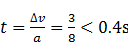 t = Δv/a = 3/8 < 0.4s